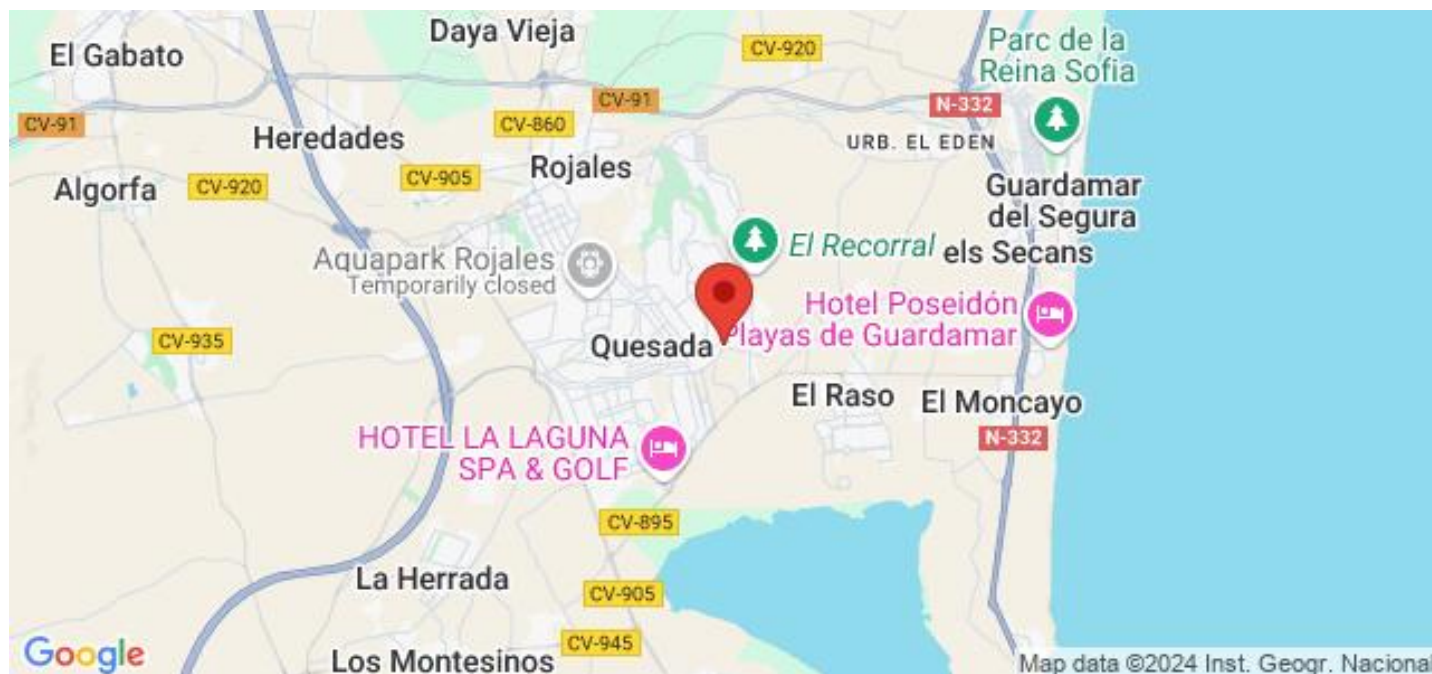 Daya Vieja
El Gabato
CV-920
Parc de la
Reina Sofia
CV-91
N-332
CV-91
CV-860
Heredades
URB. EL EDEN
Rojales
CV-905
Algorfa
CV-920
Guardamar
del Segura
El Recorral
els Secans
Aquapark Rojales
Temporarily closed
Hotel Poseidón
Playas de Guardamar
CV-935
Quesada
El Raso
El Moncayo
HOTEL LA LAGUNA
SPA & GOLF
N-332
CV-895
La Herrada
CV-905
CV-945
Google
Los Montesinos
Map data ©2024 Inst. Geogr. Nacional